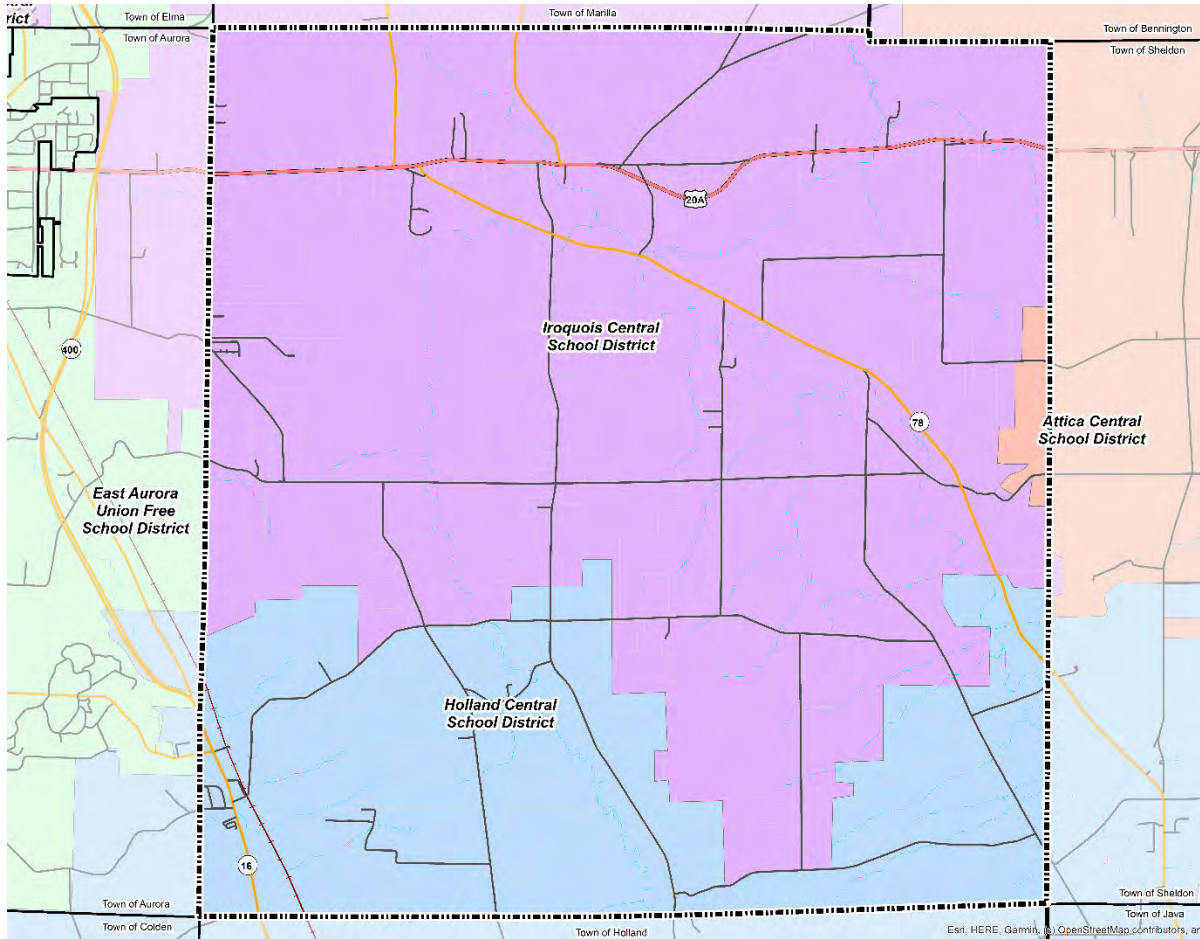 rict
Town of Elma
Town of Marilla
Town of Aurora
Town of Bennington
Town of Sheldon
20A
Iroquois Central
School District
400
78
Attica Central
School District
East Aurora
Union Free
School District
Holland Central
School District
16
Town of Aurora
Town of Colden
Town of Sheldon
Town of Java
Town of Holland
Esri, HERE, Garmin, (c) OpenStreetMap contributors, an